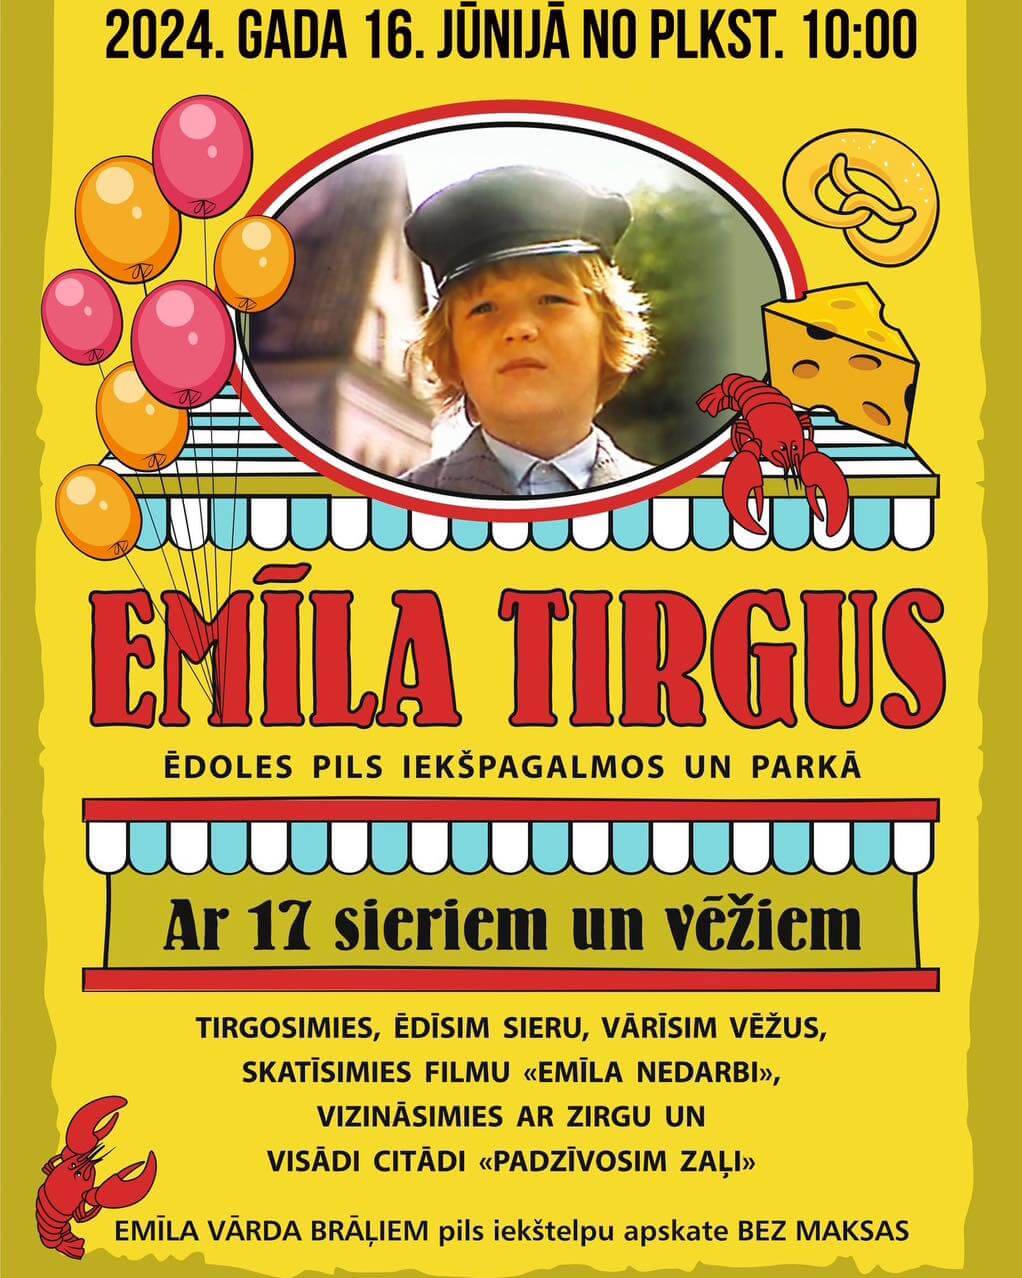 2024. GADA 16. JŪNIJĀ NO PLKST. 10:00
EMĪLA TIRGUS
ĒDOLES PILS IEKŠPAGALMOS UN PARKĀ
Ar 17 sieriem un vēžiem
TIRGOSIMIES, ĒDĪSIM SIERU, VĀRĪSIM VĒŽUS,
SKATĪSIMIES FILMU «EMĪLA NEDARBI»,
VIZINĀSIMIES AR ZIRGU UN
VISĀDI CITĀDI «PADZĪVOSIM ZAĻI»
EMĪLA VĀRDA BRĀĻIEM pils iekštelpu apskate BEZ MAKSAS